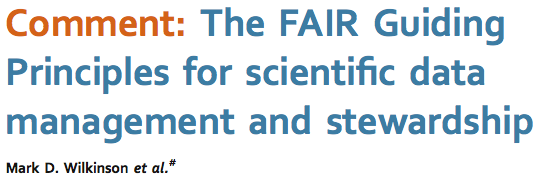 Comment: The FAIR Guiding
Principles for scientific data
management and stewardship
Mark D. Wilkinson et al.#